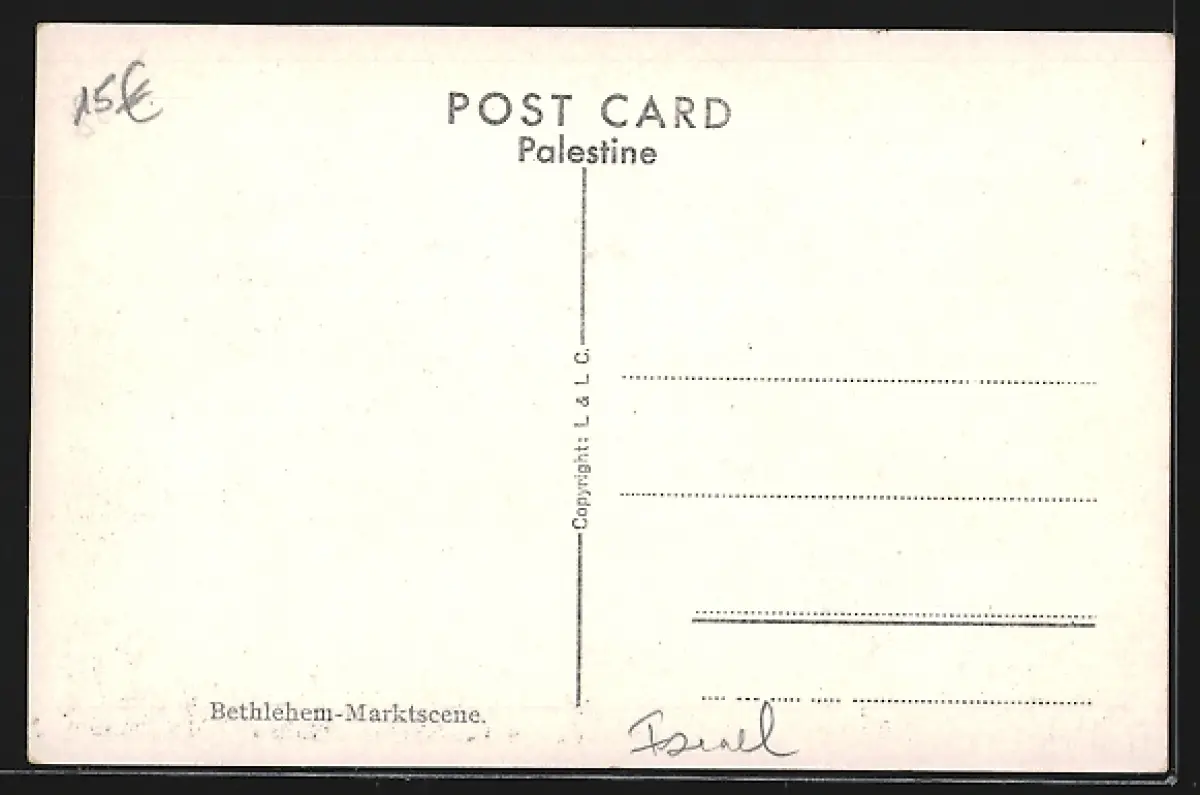 15€
POST CARD
Palestine
Copyright: L & L C.
Bethlehem-Marktscene.
Israel